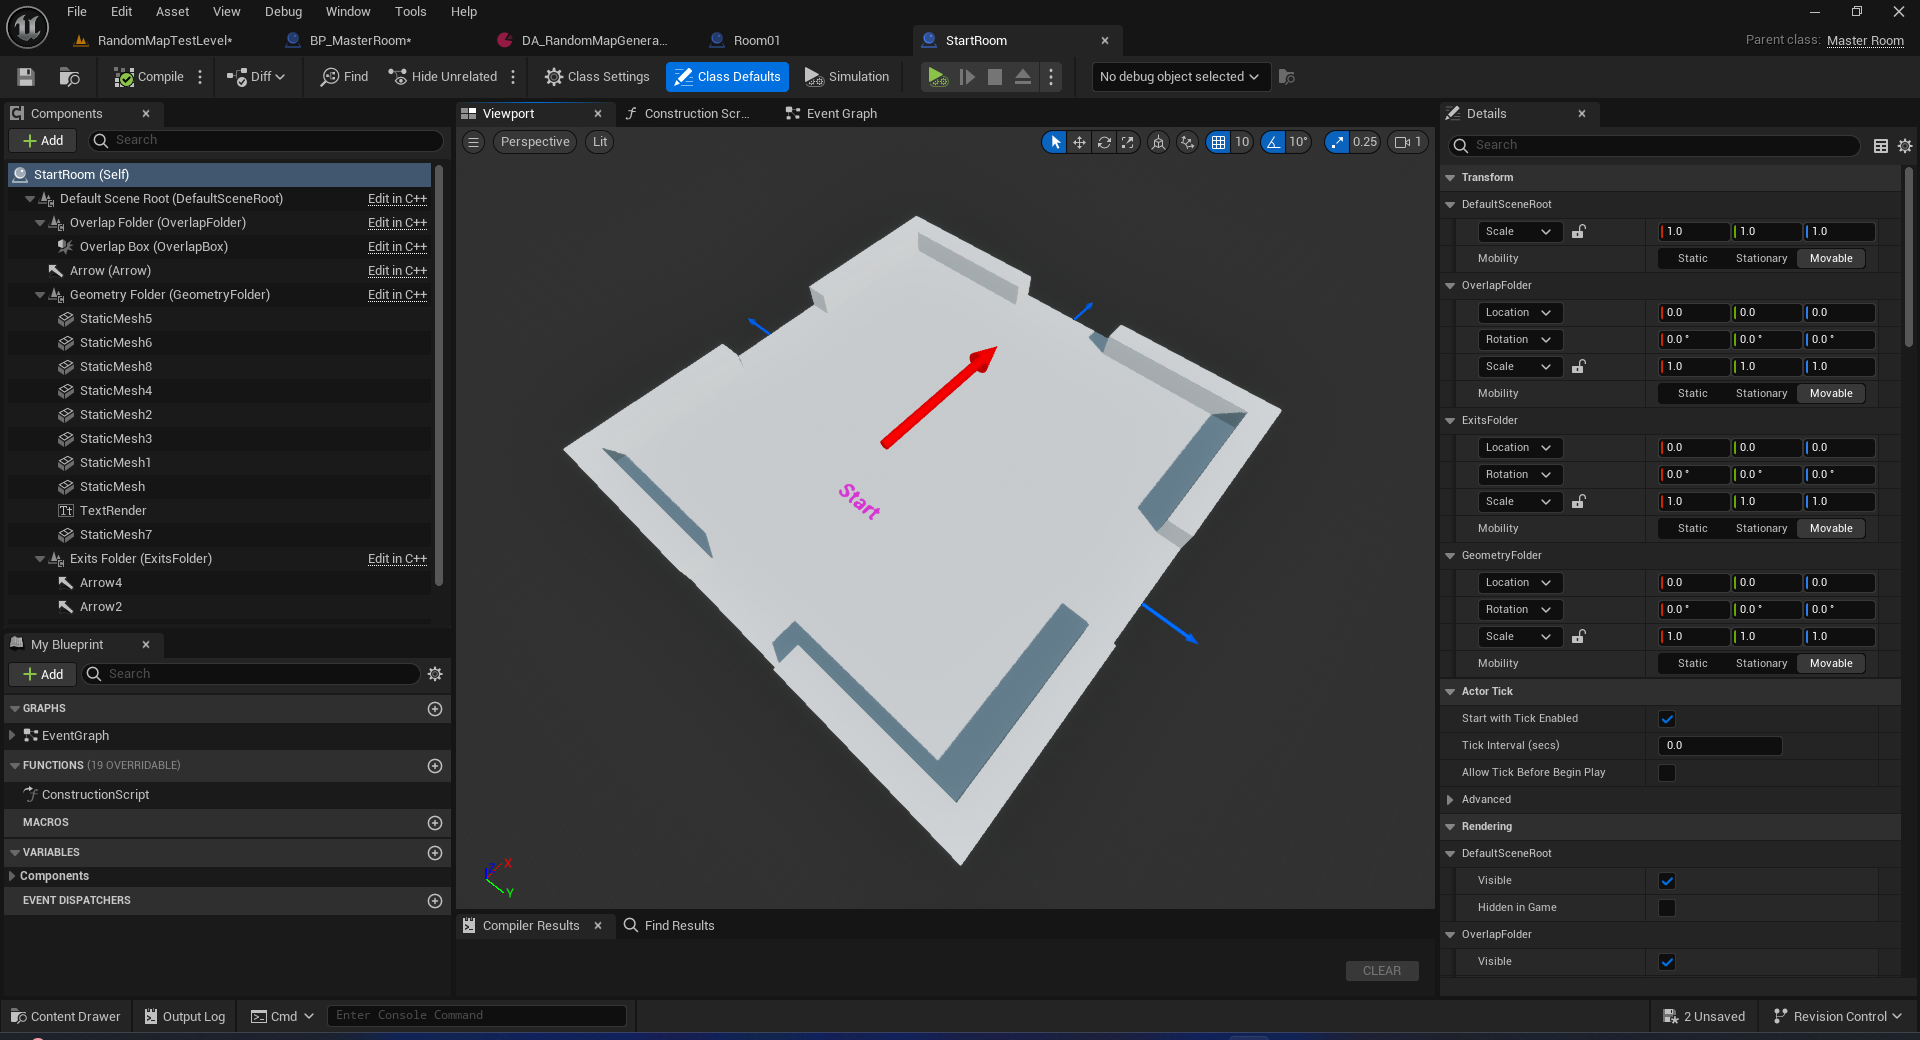 File Edit Asset View Debug Window Tools Help
RandomMapTestLevel* BP_MasterRoom* DA_RandomMapGenera... Room01 StartRoom Parent class: Master Room
Compile Diff Find Hide Unrelated Class Settings Class Defaults Simulation No debug object selected
Components
Add Search
StartRoom (Self)
Default Scene Root (DefaultSceneRoot) Edit in C++
Overlap Folder (OverlapFolder) Edit in C++
Overlap Box (OverlapBox) Edit in C++
Arrow (Arrow) Edit in C++
Geometry Folder (GeometryFolder) Edit in C++
StaticMesh5
StaticMesh6
StaticMesh8
StaticMesh4
StaticMesh2
StaticMesh3
StaticMesh1
StaticMesh
TextRender
StaticMesh7
Exits Folder (ExitsFolder) Edit in C++
Arrow4
Arrow2
My Blueprint
Add Search
GRAPHS
EventGraph
FUNCTIONS (19 OVERRIDABLE)
ConstructionScript
MACROS
VARIABLES
Components
EVENT DISPATCHERS
Viewport Construction Scr... Event Graph
Perspective Lit 10 10° 0.25 1
Start
Z X
Y
Compiler Results Find Results
CLEAR
Details
Search
Transform
DefaultSceneRoot
Scale 1.0 1.0 1.0
Mobility Static Stationary Movable
OverlapFolder
Location 0.0 0.0 0.0
Rotation 0.0 ° 0.0 ° 0.0 °
Scale 1.0 1.0 1.0
Mobility Static Stationary Movable
ExitsFolder
Location 0.0 0.0 0.0
Rotation 0.0 ° 0.0 ° 0.0 °
Scale 1.0 1.0 1.0
Mobility Static Stationary Movable
GeometryFolder
Location 0.0 0.0 0.0
Rotation 0.0 ° 0.0 ° 0.0 °
Scale 1.0 1.0 1.0
Mobility Static Stationary Movable
Actor Tick
Start with Tick Enabled
Tick Interval (secs) 0.0
Allow Tick Before Begin Play
Advanced
Rendering
DefaultSceneRoot
Visible
Hidden in Game
OverlapFolder
Visible
Content Drawer Output Log Cmd Enter Console Command 2 Unsaved Revision Control